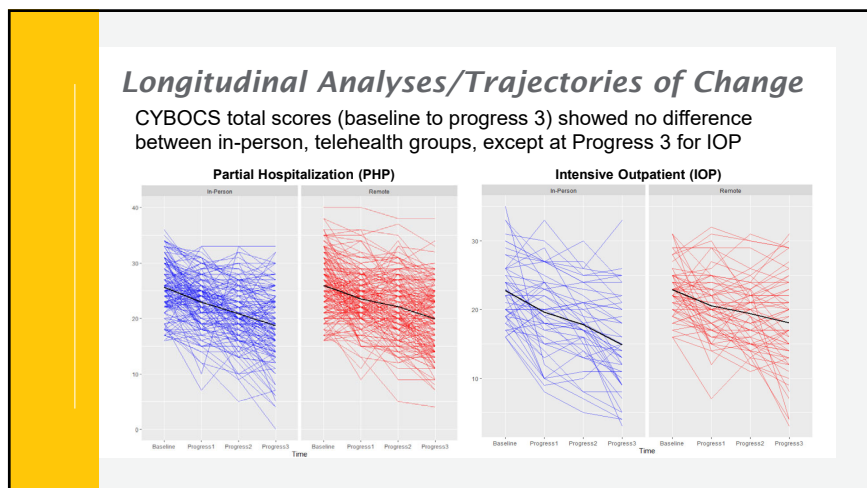 Longitudinal Analyses/Trajectories of Change
CYBOCS total scores (baseline to progress 3) showed no difference
between in-person, telehealth groups, except at Progress 3 for IOP
Partial Hospitalization (PHP)
In-Person Remote
40
30
20
10
0
Baseline Progress1 Progress2 Progress3 Baseline Progress1 Progress2 Progress3
Time
Intensive Outpatient (IOP)
In-Person Remote
30
20
10
Baseline Progress1 Progress2 Progress3 Baseline Progress1 Progress2 Progress3
Time